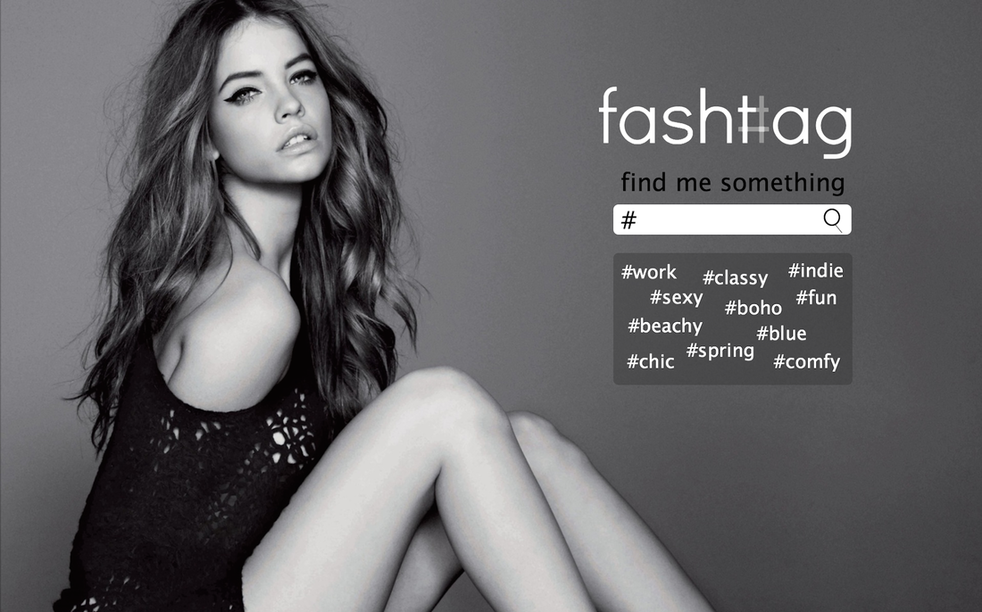 fasht#ag
find me something
#
#work #classy #indie
#sexy #boho #fun
#beachy #blue
#chic #spring #comfy